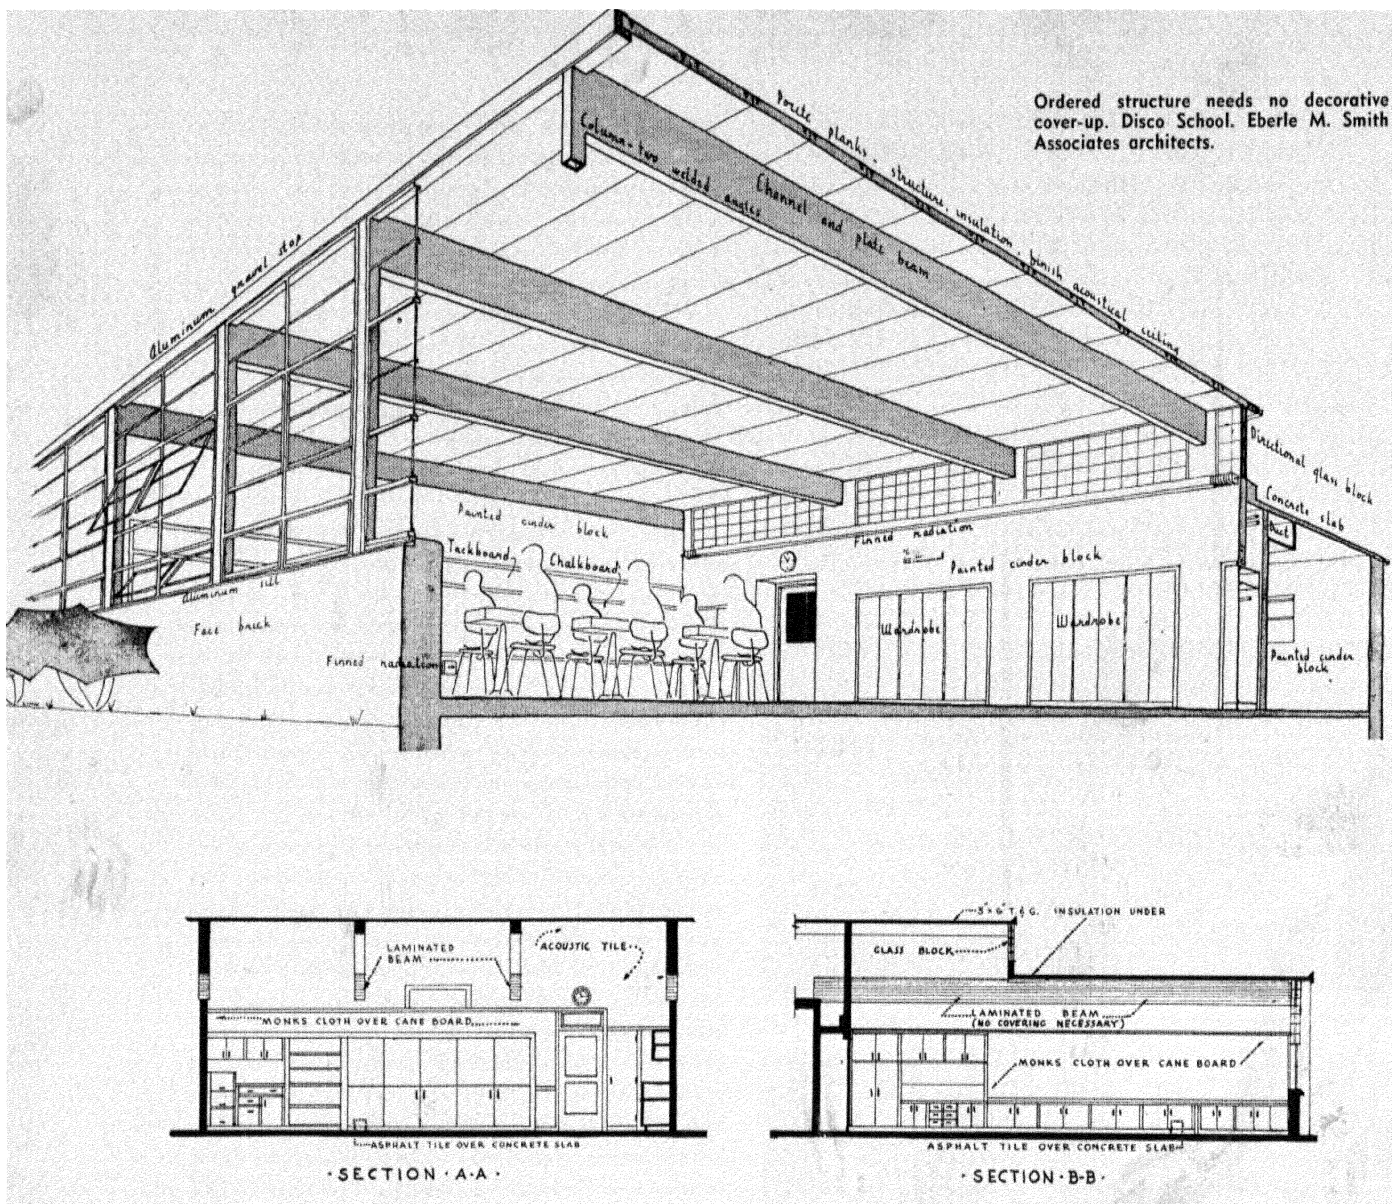 Ordered structure needs no decorative
cover-up. Disco School. Eberle M. Smith
Associates architects.
Porete planks - structure, insulation, finish
acoustical ceiling
Column - two welded angles
Channel and plate beam
Aluminum gravel stop
Directional glass block
Concrete slab
Duct
Painted cinder block
Finned radiation
Tackboard
Chalkboard
Painted cinder block
Aluminum sill
Face brick
Wardrobe
Wardrobe
Finned radiation
Painted cinder
block
LAMINATED
BEAM
ACOUSTIC TILE
MONKS CLOTH OVER CANE BOARD
ASPHALT TILE OVER CONCRETE SLAB
· SECTION · A-A ·
3" x 6" T. & G. INSULATION UNDER
GLASS BLOCK
LAMINATED BEAM
(NO COVERING NECESSARY)
MONKS CLOTH OVER CANE BOARD
ASPHALT TILE OVER CONCRETE SLAB
· SECTION · B-B ·